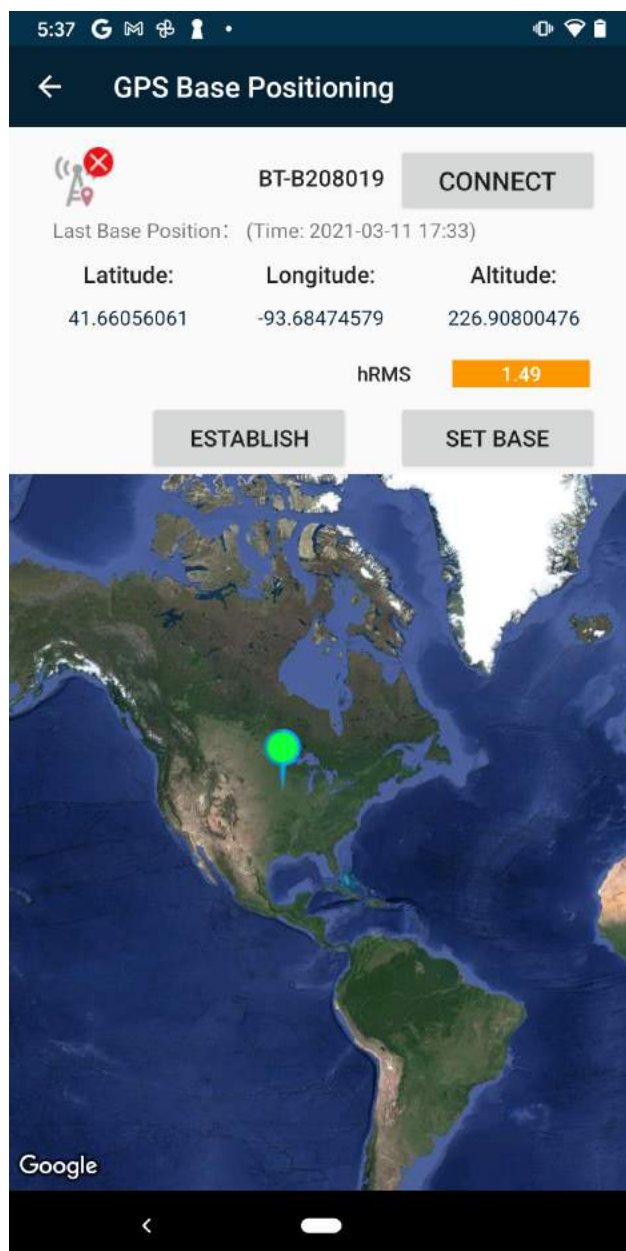 5:37
GPS Base Positioning
BT-B208019 CONNECT
Last Base Position: (Time: 2021-03-11 17:33)
Latitude: Longitude: Altitude:
41.66056061 -93.68474579 226.90800476
hRMS 1.49
ESTABLISH SET BASE
Google